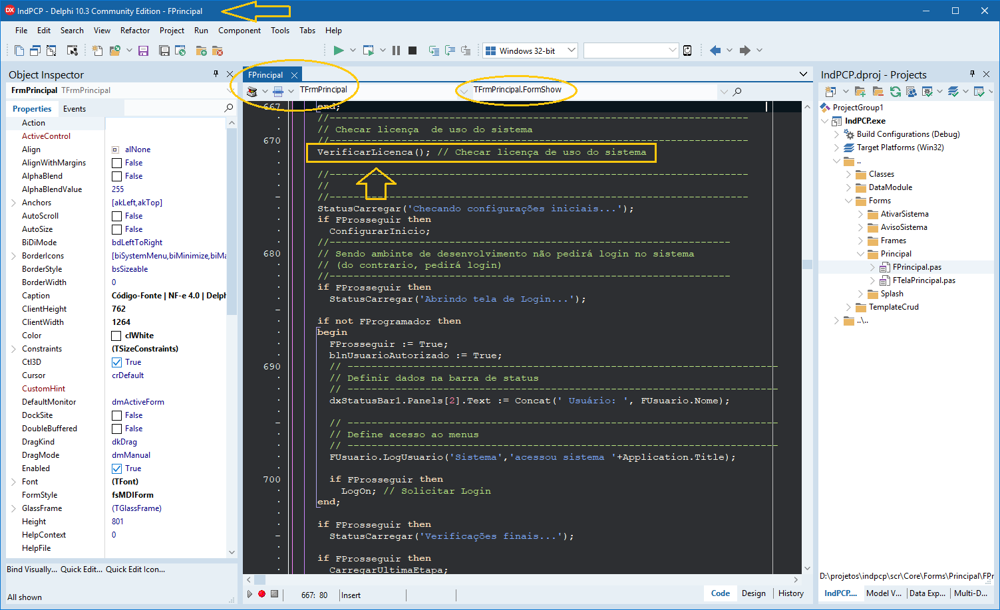 IndPCP - Delphi 10.3 Community Edition - FPrincipal
File Edit Search View Refactor Project Run Component Tools Tabs Help
Windows 32-bit
Object Inspector
FrmPrincipal TFrmPrincipal
Properties Events
Action
ActiveControl
Align alNone
AlignWithMargins False
AlphaBlend False
AlphaBlendValue 255
Anchors [akLeft,akTop]
AutoScroll False
AutoSize False
BiDiMode bdLeftToRight
BorderIcons [biSystemMenu,biMinimize,biMa
BorderStyle bsSizeable
BorderWidth 0
Caption Código-Fonte | NF-e 4.0 | Delph
ClientHeight 762
ClientWidth 1264
Color clWhite
Constraints (TSizeConstraints)
Ctl3D True
Cursor crDefault
CustomHint
DefaultMonitor dmActiveForm
DockSite False
DoubleBuffered False
DragKind dkDrag
DragMode dmManual
Enabled True
Font (TFont)
FormStyle fsMDIForm
GlassFrame (TGlassFrame)
Height 801
HelpContext 0
HelpFile
Bind Visually... Quick Edit... Quick Edit Icon...
All shown
FPrincipal
TFrmPrincipal TFrmPrincipal.FormShow
667 end;
//----------------------------------------------------------------------
// Checar licença  de uso do sistema
670 //----------------------------------------------------------------------
VerificarLicenca(); // Checar licença de uso do sistema
//----------------------------------------------------------------------
//
//----------------------------------------------------------------------
StatusCarregar('Checando configurações iniciais...');
if FProsseguir then
ConfigurarInicio;
//-------------------------------------------------------------------
680 // Sendo ambinte de desenvolvimento não pedirá login no sistema
// (do contrario, pedirá login)
//-------------------------------------------------------------------
if FProsseguir then
StatusCarregar('Abrindo tela de Login...');
if not FProgramador then
begin
FProsseguir := True;
blnUsuarioAutorizado := True;
690 // ------------------------------------------------------------------------
// Definir dados na barra de status
// ------------------------------------------------------------------------
dxStatusBar1.Panels[2].Text := Concat(' Usuário: ', FUsuario.Nome);
// ------------------------------------------------------------------------
// Define acesso ao menus
// ------------------------------------------------------------------------
FUsuario.LogUsuario('Sistema','acessou sistema '+Application.Title);
700 if FProsseguir then
LogOn; // Solicitar Login
end;
if FProsseguir then
StatusCarregar('Verificações finais...');
if FProsseguir then
CarregarUltimaEtapa;
667: 80 Insert
Code Design History
IndPCP.dproj - Projects
ProjectGroup1
IndPCP.exe
Build Configurations (Debug)
Target Platforms (Win32)
..
Classes
DataModule
Forms
AtivarSistema
AvisoSistema
Frames
Principal
FPrincipal.pas
FTelaPrincipal.pas
Splash
TemplateCrud
..\..
D:\projetos\indpcp\scr\Core\Forms\Principal\FPr
IndPCP.... Model V... Data Exp... Multi-D...